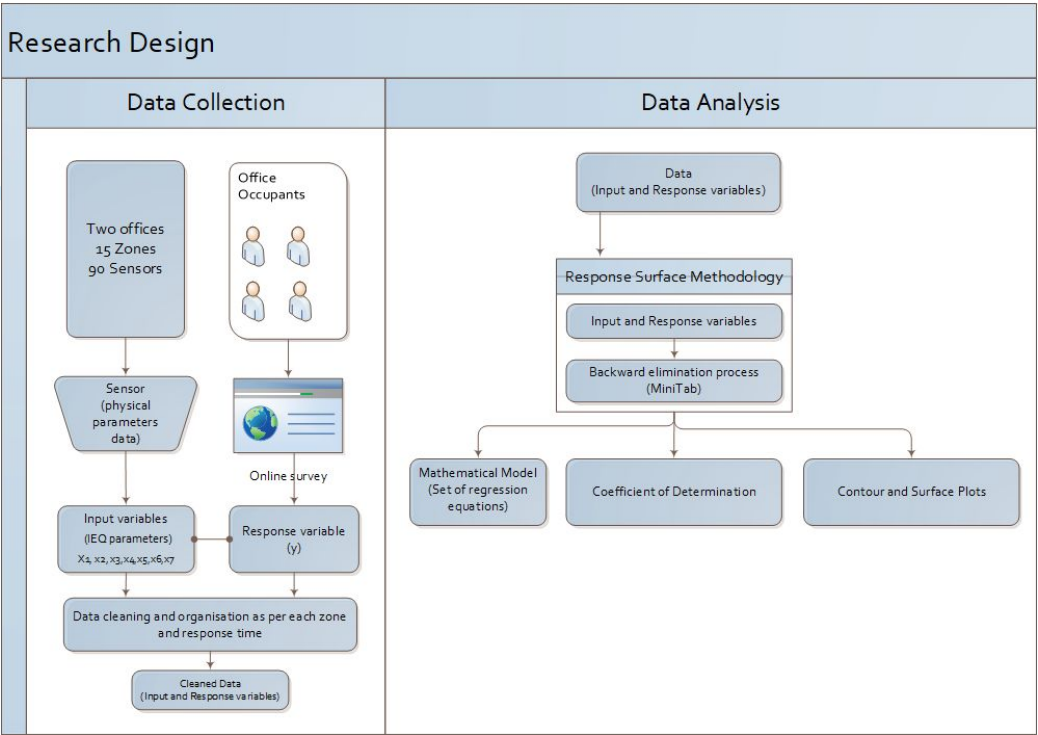 Research Design
Data Collection
Data Analysis
Two offices
15 Zones
90 Sensors
Office
Occupants
Sensor
(physical
parameters
data)
Online survey
Input variables
(IEQ parameters)
X1, x2, x3,x4,x5,x6,x7
Response variable
(y)
Data cleaning and organisation as per each zone
and response time
Cleaned Data
(Input and Response variables)
Data
(Input and Response variables)
Response Surface Methodology
Input and Response variables
Backward elimination process
(MiniTab)
Mathematical Model
(Set of regression
equations)
Coefficient of Determination
Contour and Surface Plots